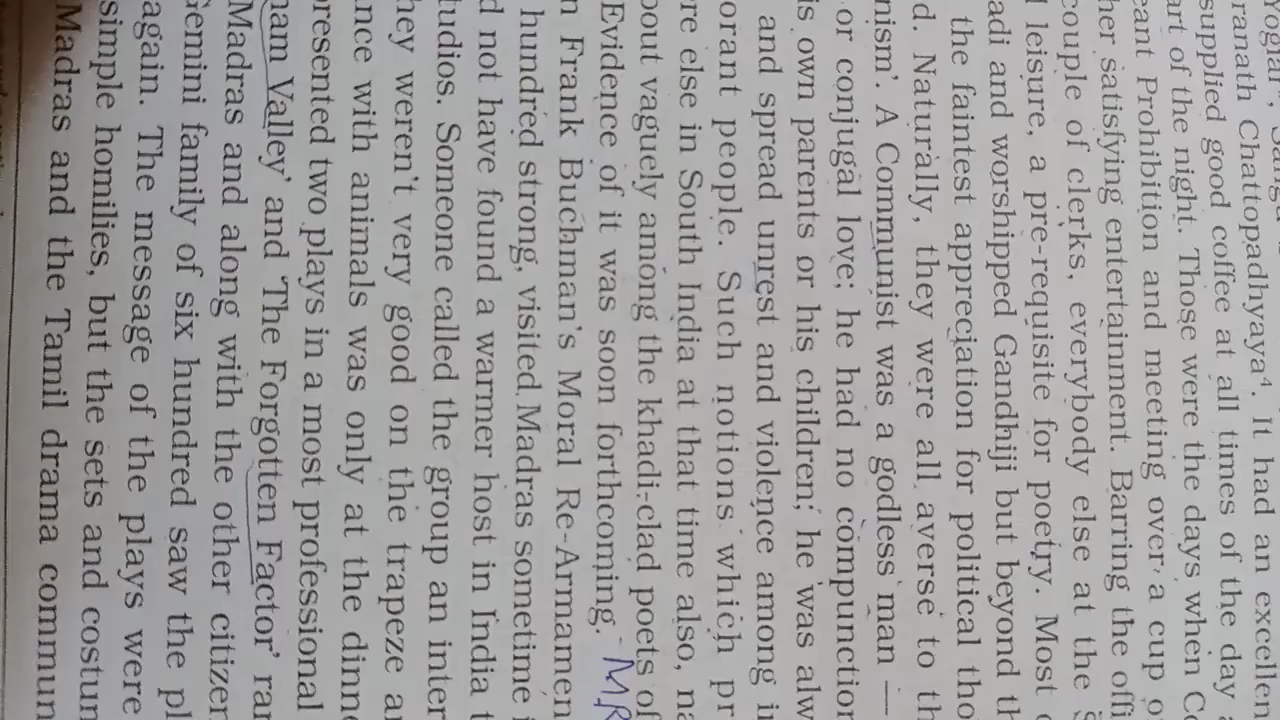 Yogar', Sang
ranath Chattopadhyaya⁴. It had an excellen
supplied good coffee at all times of the day
art of the night. Those were the days when C
eant Prohibition and meeting over a cup o
her satisfying entertainment. Barring the offi
couple of clerks, everybody else at the
leisure, a pre-requisite for poetry. Most
adi and worshipped Gandhiji but beyond th
the faintest appreciation for political tho
d. Naturally, they were all averse to th
nism'. A Communist was a godless man —
or conjugal love; he had no compunction
is own parents or his children; he was alw
and spread unrest and violence among i
orant people. Such notions which pr
re else in South India at that time also, na
bout vaguely among the khadi-clad poets of
Evidence of it was soon forthcoming. MR
n Frank Buchman's Moral Re-Armamen
hundred strong, visited Madras sometime i
d not have found a warmer host in India t
tudios. Someone called the group an inter
hey weren't very good on the trapeze a
ance with animals was only at the dinn
presented two plays in a most professional
ham Valley' and 'The Forgotten Factor' ran
Madras and along with the other citizen
Gemini family of six hundred saw the pl
again. The message of the plays were
simple homilies, but the sets and costun
Madras and the Tamil drama commun